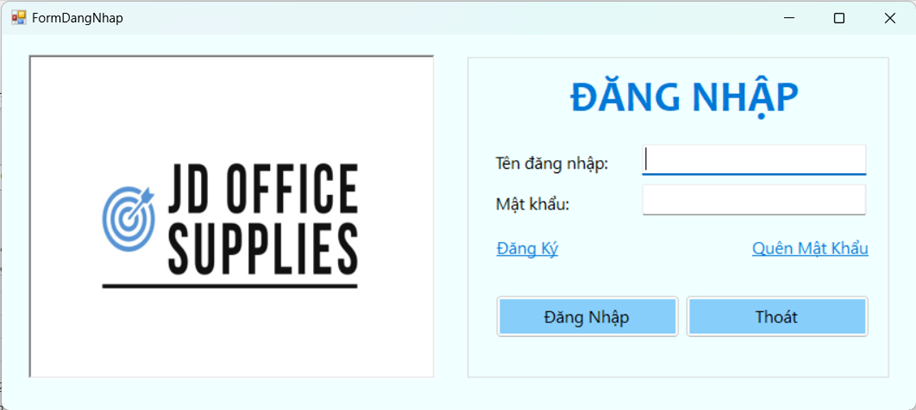 FormDangNhap
JD OFFICE
SUPPLIES
ĐĂNG NHẬP
Tên đăng nhập:
Mật khẩu:
Đăng Ký
Quên Mật Khẩu
Đăng Nhập
Thoát